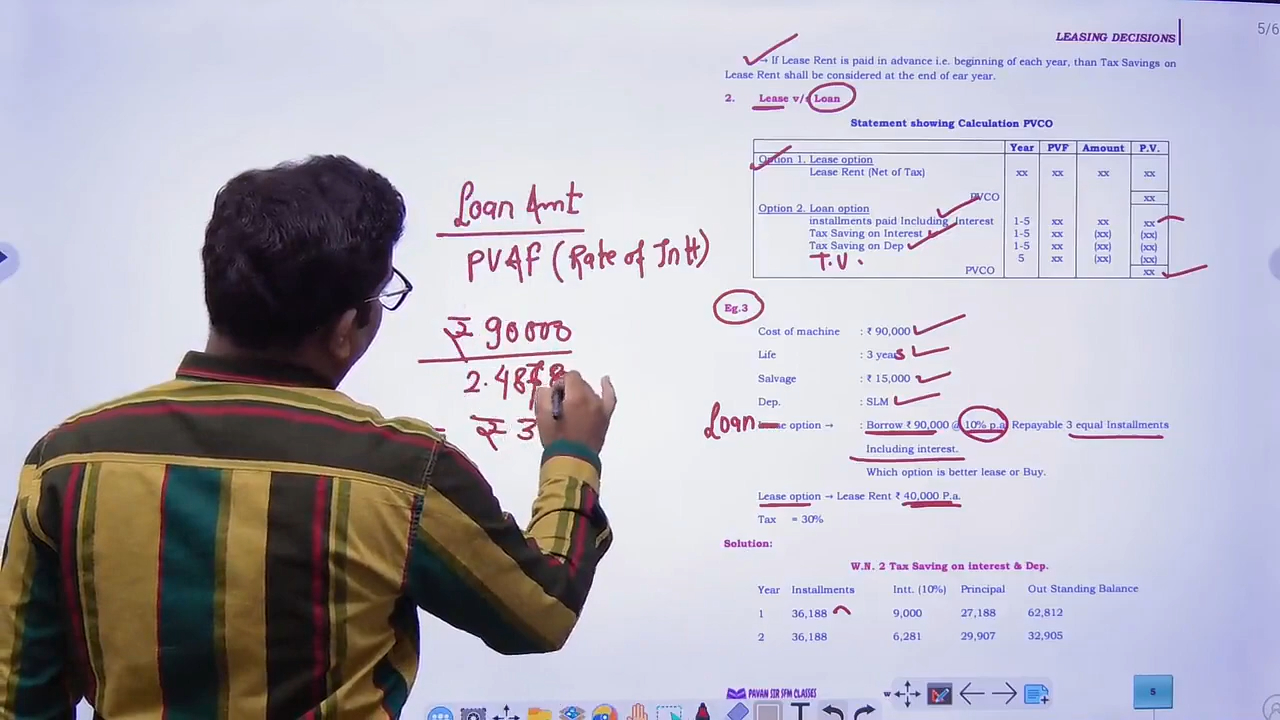 5/6
LEASING DECISIONS
→ If Lease Rent is paid in advance i.e. beginning of each year, than Tax Savings on
Lease Rent shall be considered at the end of ear year.
2. Lease v/s Loan
Statement showing Calculation PVCO
Year PVF Amount P.V.
Option 1. Lease option
Lease Rent (Net of Tax) xx xx xx xx
PVCO xx
Option 2. Loan option
installments paid Including Interest 1-5 xx xx xx
Tax Saving on Interest 1-5 xx (xx) (xx)
Tax Saving on Dep 1-5 xx (xx) (xx)
T.V. 5 xx (xx) (xx)
PVCO xx
Loan Amt
PVAF (Rate of Intt)
₹ 90000
2.48
= ₹ 3
Eg.3
Cost of machine : ₹ 90,000
Life : 3 years
Salvage : ₹ 15,000
Dep. : SLM
Loan option → : Borrow ₹ 90,000 @ 10% p.a Repayable 3 equal Installments
Including interest.
Which option is better lease or Buy.
Lease option → Lease Rent ₹ 40,000 P.a.
Tax = 30%
Solution:
W.N. 2 Tax Saving on interest & Dep.
Year Installments Intt. (10%) Principal Out Standing Balance
1 36,188 9,000 27,188 62,812
2 36,188 6,281 29,907 32,905
PAVAN SIR SFM CLASSES
w
T
5